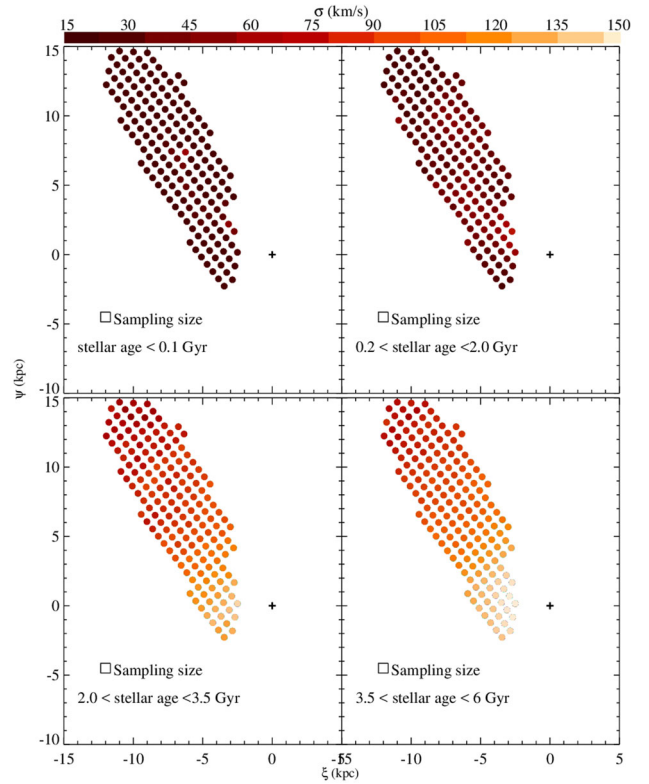 σ (km/s)
15 30 45 60 75 90 105 120 135 150
15
10
5
0
-5
-10
Sampling size
stellar age < 0.1 Gyr
Sampling size
0.2 < stellar age <2.0 Gyr
ψ (kpc)
15
10
5
0
-5
-10
Sampling size
2.0 < stellar age <3.5 Gyr
Sampling size
3.5 < stellar age < 6 Gyr
-15 -10 -5 0 -15 -10 -5 0 5
ξ (kpc)